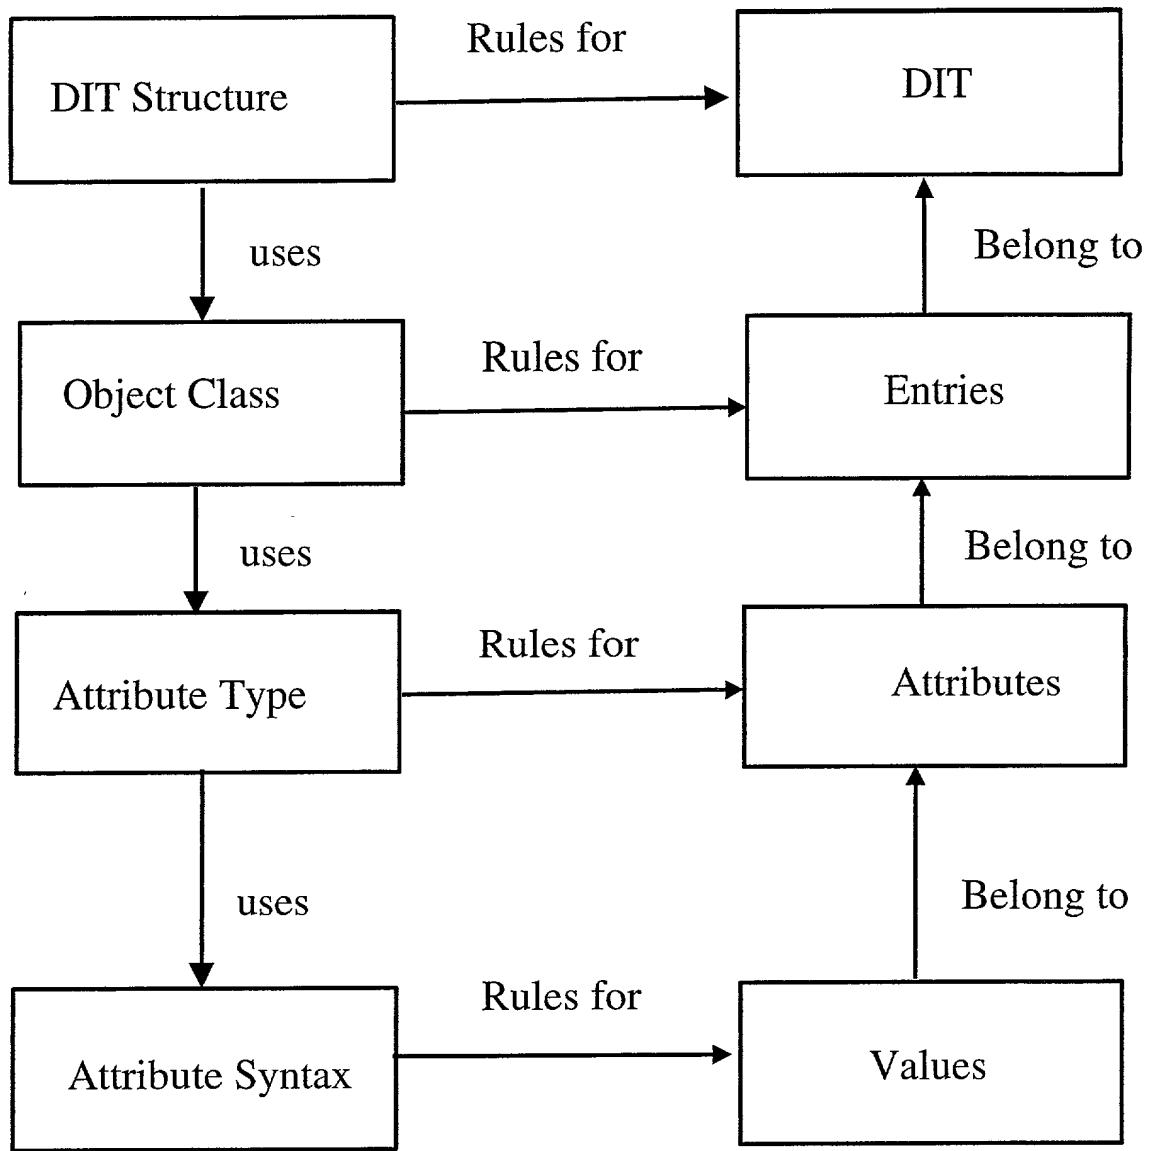 Rules for
DIT Structure
DIT
uses
Belong to
Rules for
Object Class
Entries
uses
Belong to
Rules for
Attribute Type
Attributes
uses
Belong to
Rules for
Attribute Syntax
Values